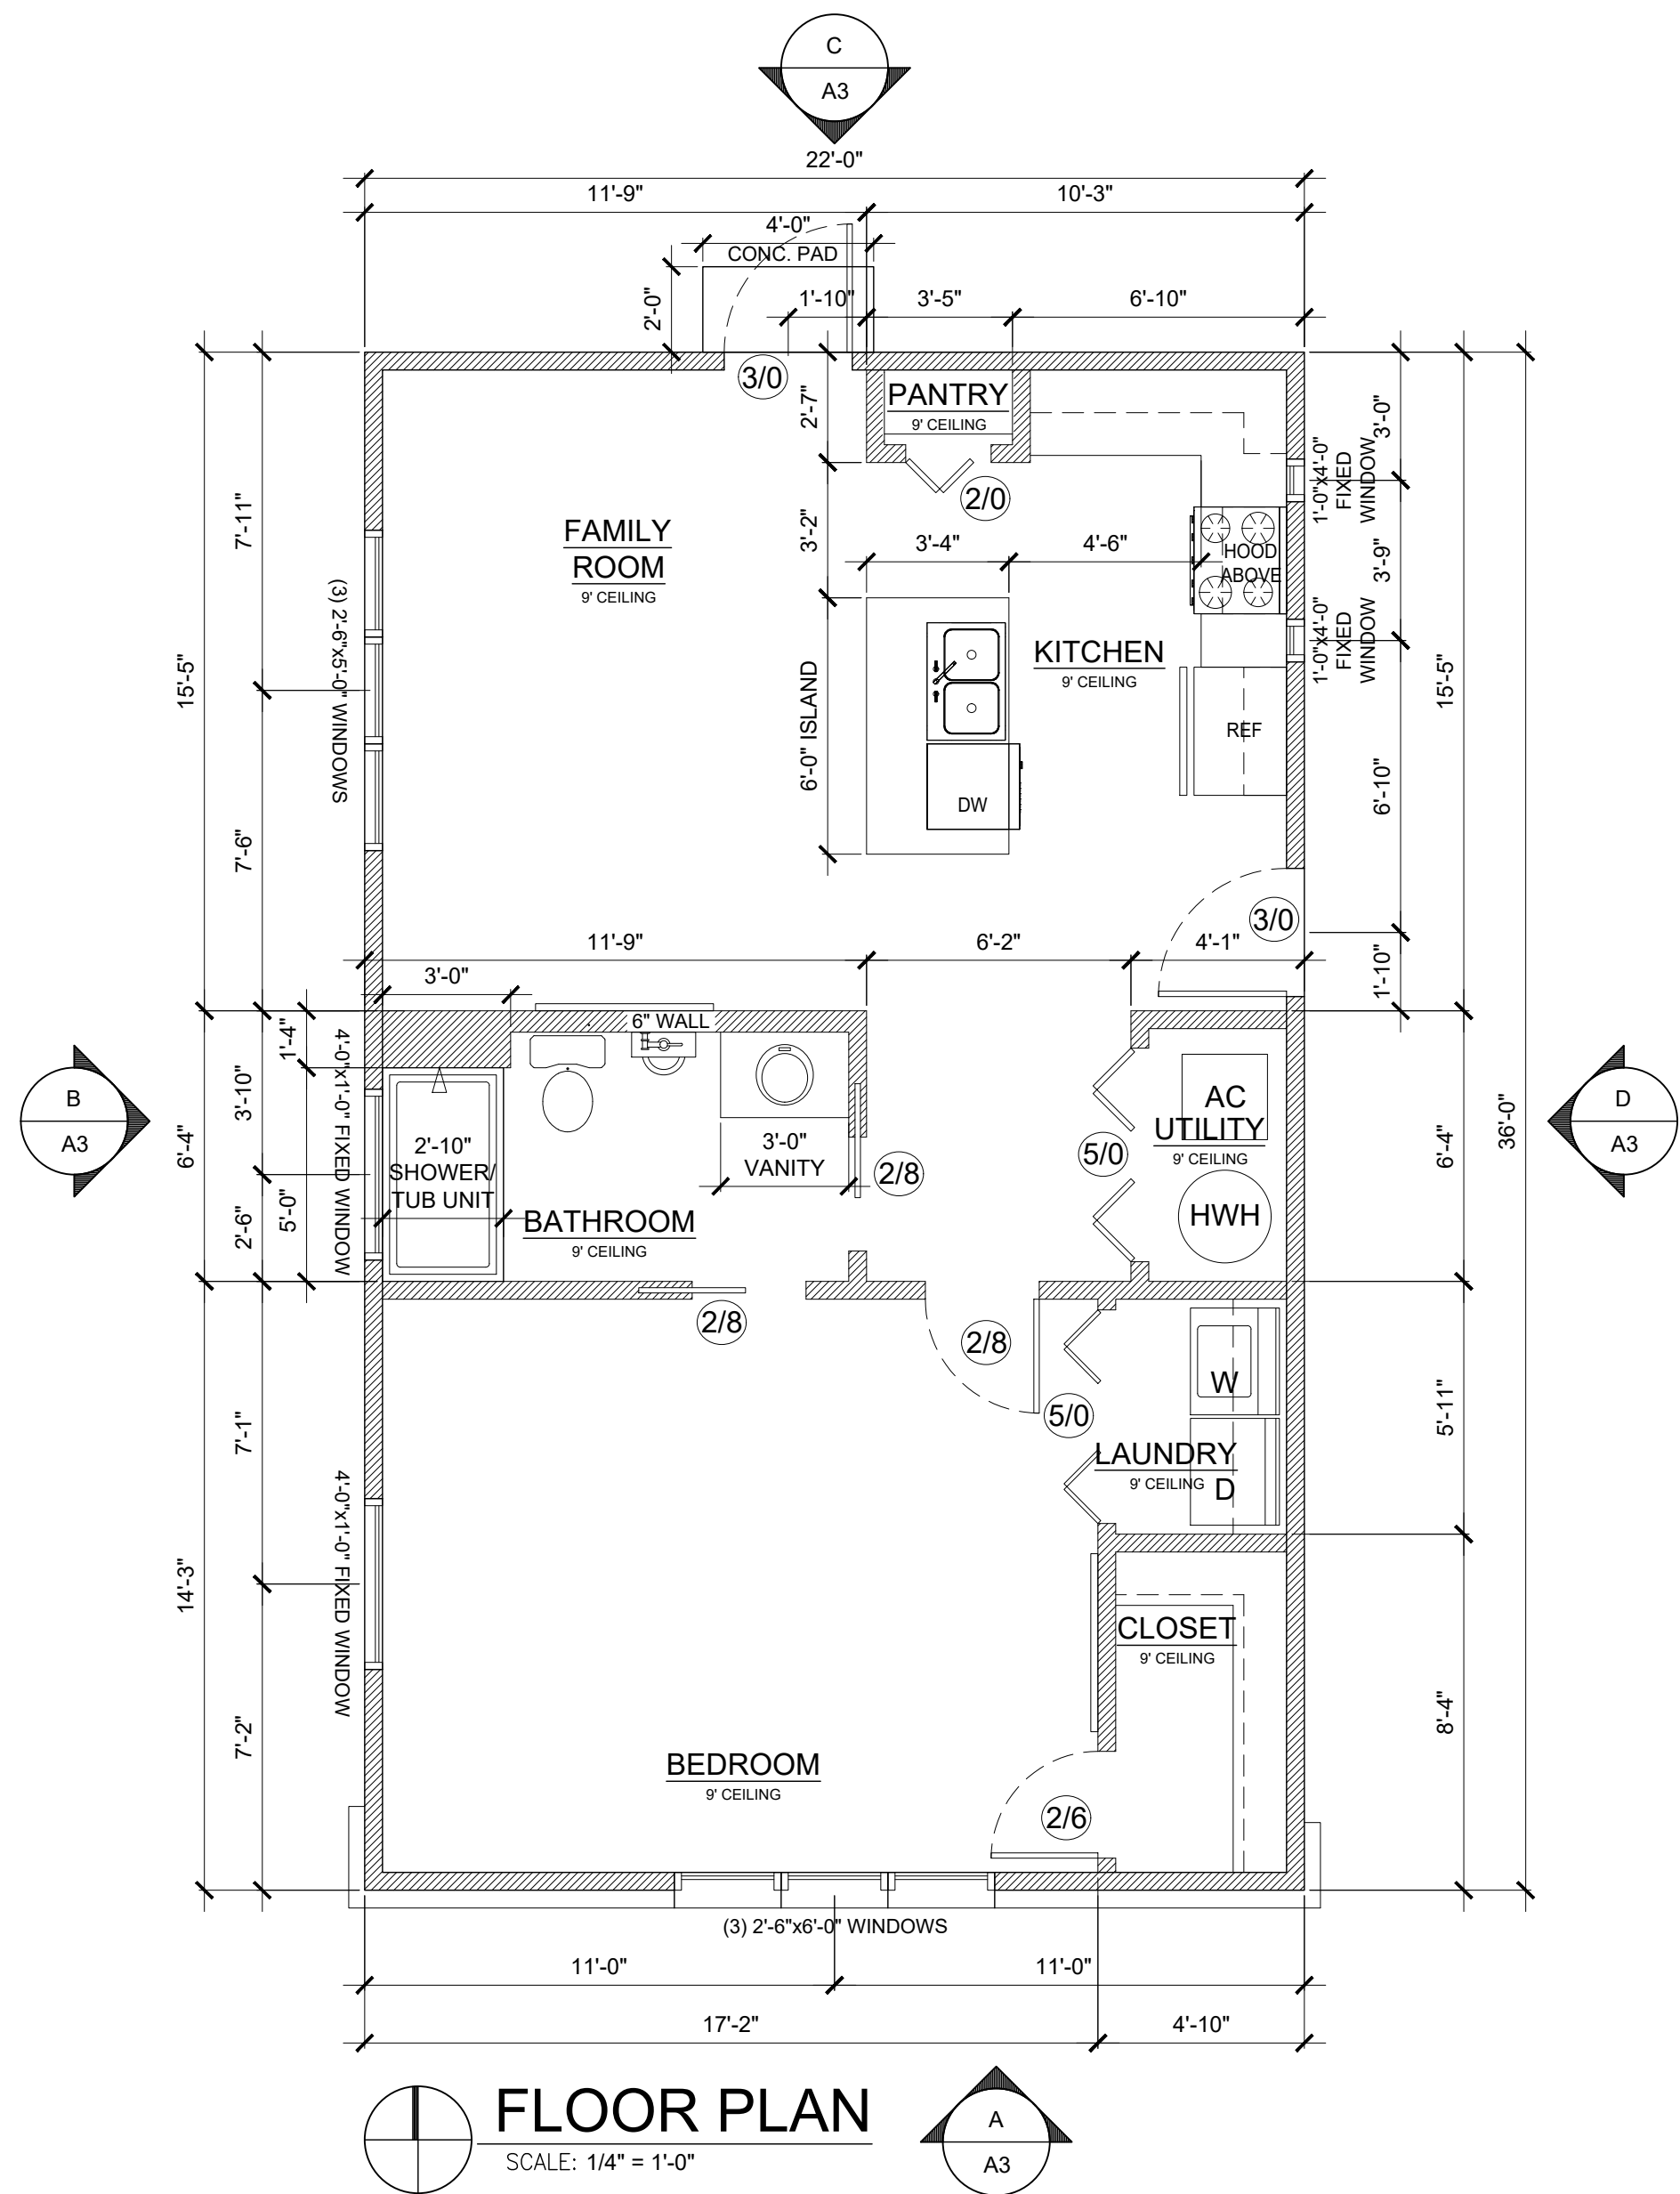 C
A3
22'-0"
11'-9"
10'-3"
4'-0"
CONC. PAD
2'-0"
1'-10"
3'-5"
6'-10"
3/0
PANTRY
9' CEILING
2'-7"
2/0
3'-0"
1'-0"x4'-0"
FIXED
WINDOW
7'-11"
FAMILY
ROOM
9' CEILING
3'-2"
3'-4"
4'-6"
HOOD
ABOVE
3'-9"
1'-0"x4'-0"
FIXED
WINDOW
(3) 2'-6"x5'-0" WINDOWS
15'-5"
KITCHEN
9' CEILING
15'-5"
6'-0" ISLAND
REF
DW
6'-10"
7'-6"
3/0
11'-9"
6'-2"
4'-1"
1'-10"
3'-0"
6" WALL
1'-4"
4'-0"x1'-0" FIXED WINDOW
B
A3
3'-10"
6'-4"
2'-6"
5'-0"
2'-10"
SHOWER/
TUB UNIT
3'-0"
VANITY
2/8
BATHROOM
9' CEILING
5/0
AC
UTILITY
9' CEILING
HWH
6'-4"
36'-0"
D
A3
2/8
2/8
5/0
W
LAUNDRY
9' CEILING
D
5'-11"
7'-1"
4'-0"x1'-0" FIXED WINDOW
14'-3"
7'-2"
CLOSET
9' CEILING
8'-4"
BEDROOM
9' CEILING
2/6
(3) 2'-6"x6'-0" WINDOWS
11'-0"
11'-0"
17'-2"
4'-10"
FLOOR PLAN
SCALE: 1/4" = 1'-0"
A
A3